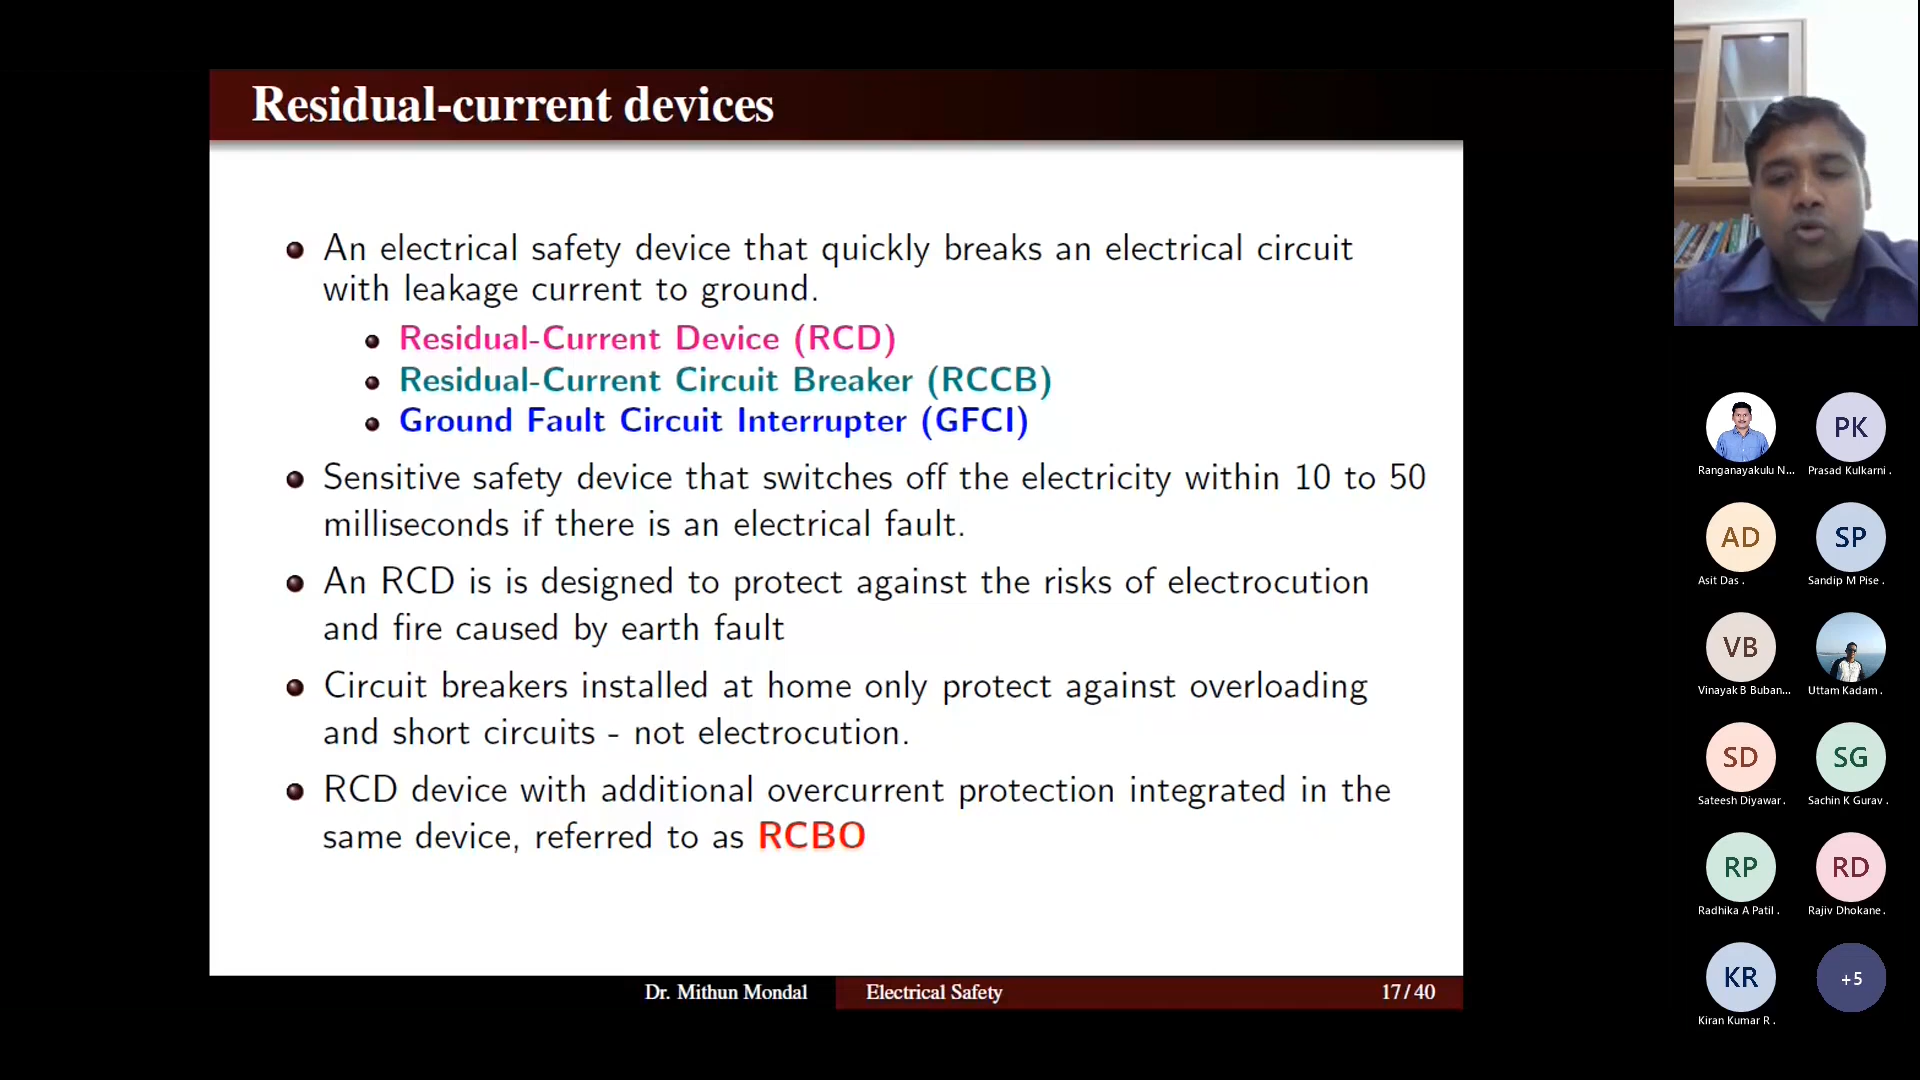 Residual-current devices
An electrical safety device that quickly breaks an electrical circuit
with leakage current to ground.
Residual-Current Device (RCD)
Residual-Current Circuit Breaker (RCCB)
Ground Fault Circuit Interrupter (GFCI)
Sensitive safety device that switches off the electricity within 10 to 50
milliseconds if there is an electrical fault.
An RCD is is designed to protect against the risks of electrocution
and fire caused by earth fault
Circuit breakers installed at home only protect against overloading
and short circuits - not electrocution.
RCD device with additional overcurrent protection integrated in the
same device, referred to as RCBO
Dr. Mithun Mondal
Electrical Safety
17/40
Ranganayakulu N...
PK
Prasad Kulkarni .
AD
Asit Das .
SP
Sandip M Pise .
VB
Vinayak B Buban...
Uttam Kadam .
SD
Sateesh Diyawar .
SG
Sachin K Gurav .
RP
Radhika A Patil .
RD
Rajiv Dhokane .
KR
Kiran Kumar R .
+5